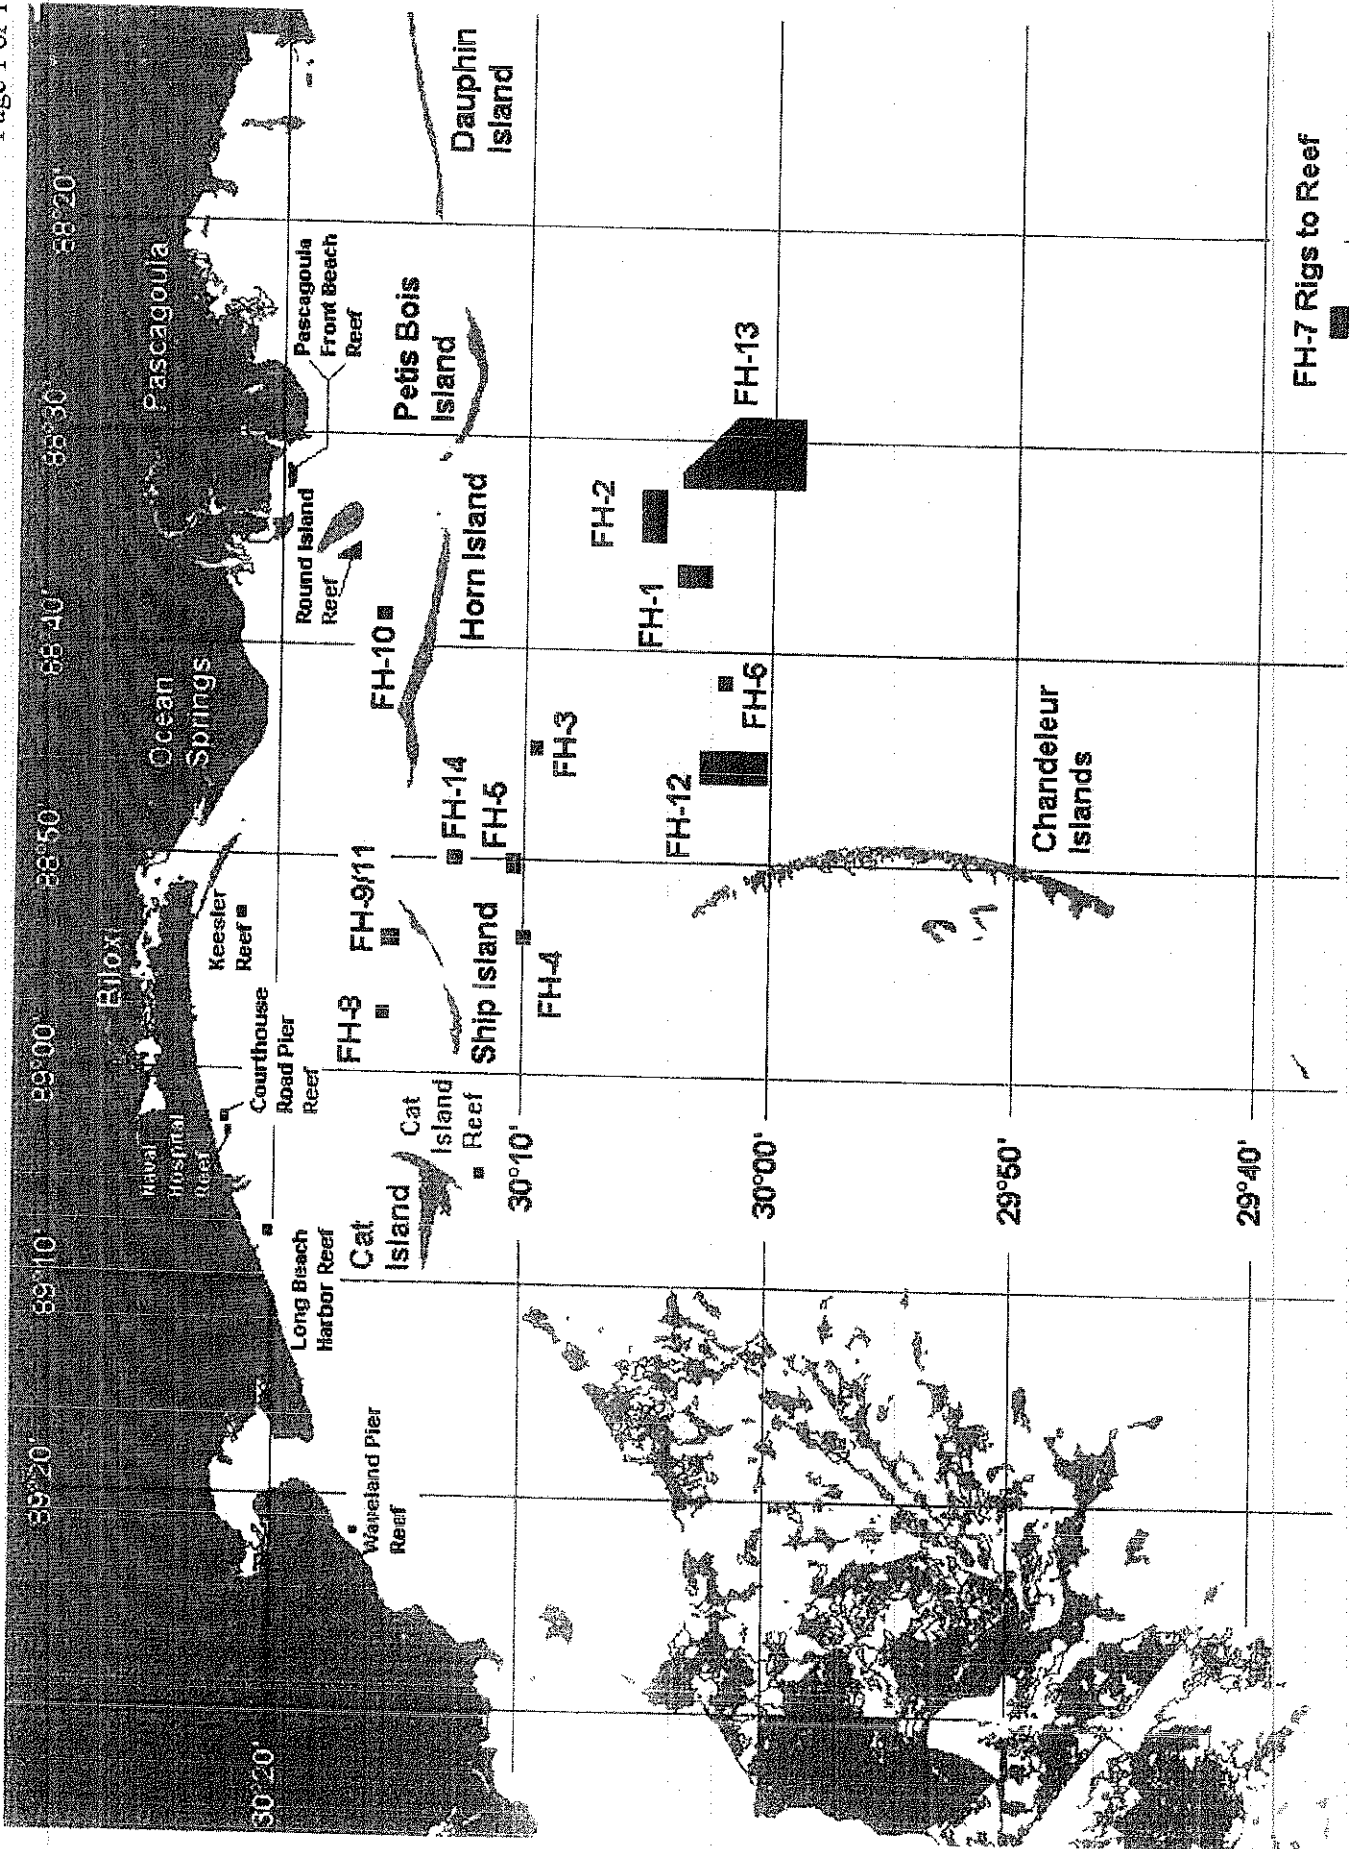 89°20'
89°10'
89°00'
88°50'
88°40'
88°30'
88°20'
Biloxi
Ocean
Springs
Pascagoula
Naval
Hospital
Reef
Keesler
Reef
Courthouse
Road Pier
Reef
Long Beach
Harbor Reef
Waveland Pier
Reef
30°20'
Round Island
Reef
Pascagoula
Front Beach
Reef
Cat
Island
Cat
Island
Reef
FH-8
FH-9/11
FH-10
Ship Island
FH-14
FH-5
FH-4
FH-3
Horn Island
Petis Bois
Island
Dauphin
Island
30°10'
FH-12
FH-6
FH-1
FH-2
FH-13
30°00'
Chandeleur
Islands
29°50'
29°40'
FH-7 Rigs to Reef